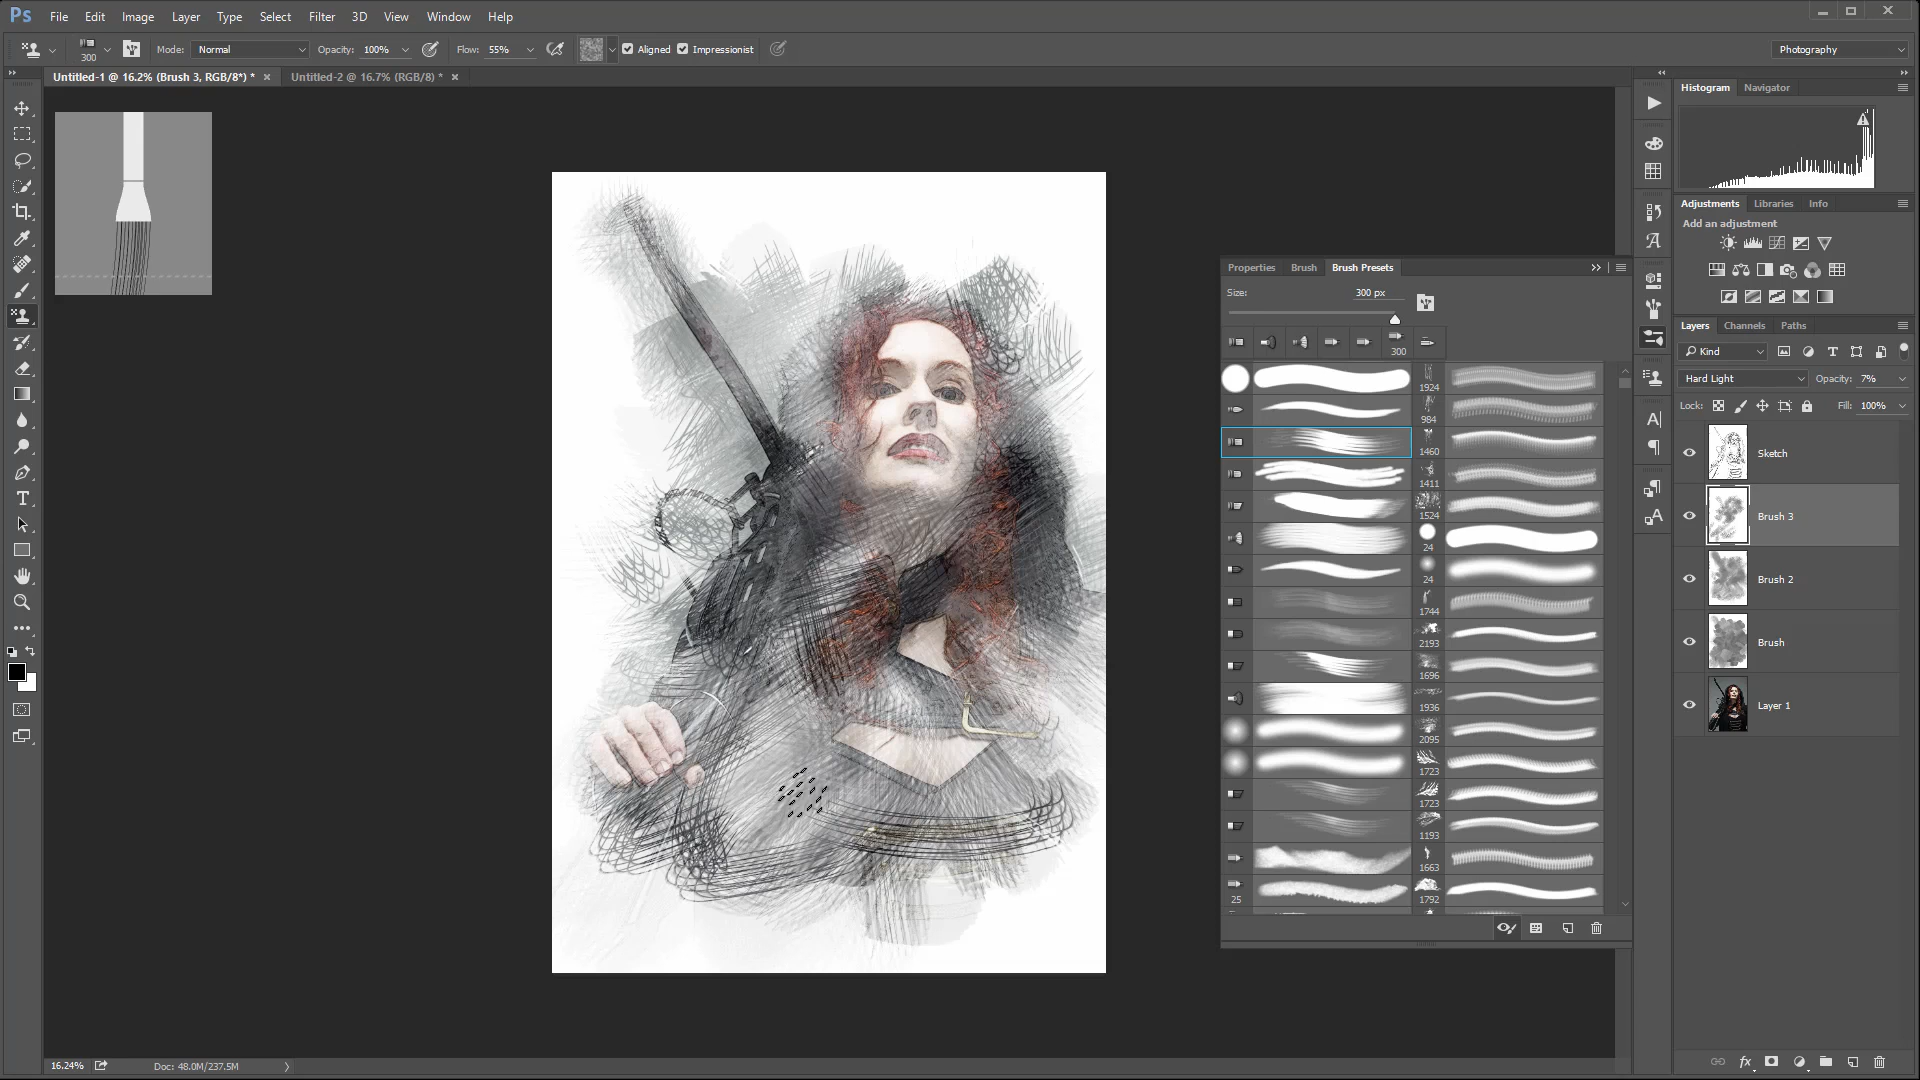 Ps File Edit Image Layer Type Select Filter 3D View Window Help
300 Mode: Normal Opacity: 100% Flow: 55% Aligned Impressionist Photography
Untitled-1 @ 16.2% (Brush 3, RGB/8*) * Untitled-2 @ 16.7% (RGB/8) *
Histogram Navigator
Adjustments Libraries Info
Add an adjustment
Properties Brush Brush Presets
Size: 300 px
300
1924
984
1460
1411
1524
24
24
1744
2193
1696
1936
2095
1723
1723
1193
1663
25 1792
Layers Channels Paths
Kind
Hard Light Opacity: 7%
Lock: Fill: 100%
Sketch
Brush 3
Brush 2
Brush
Layer 1
fx
16.24% Doc: 48.0M/237.5M